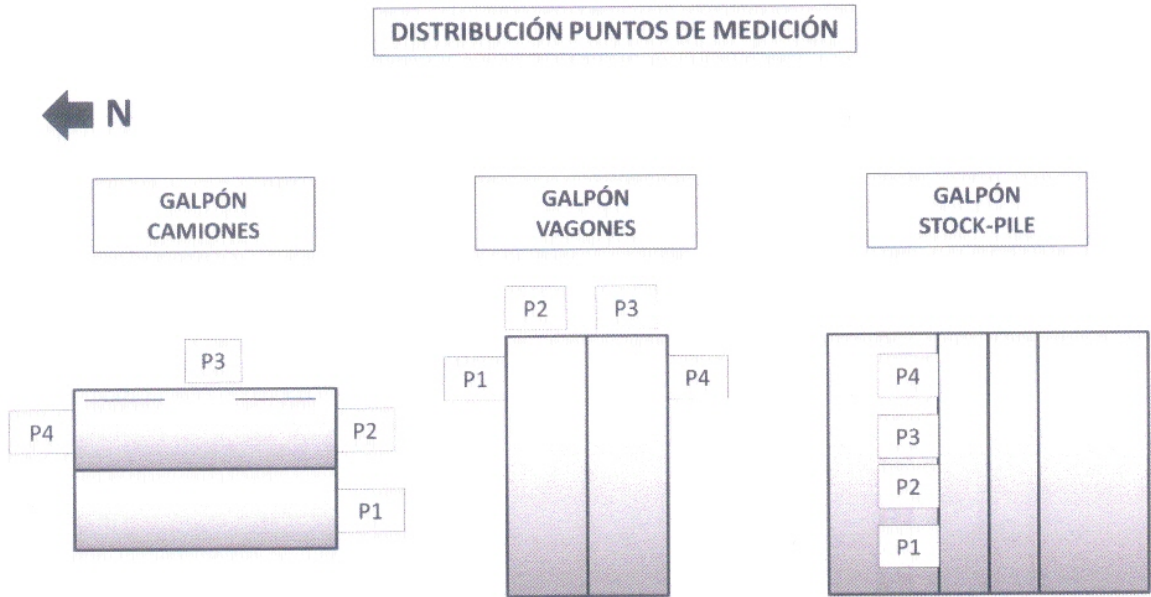 DISTRIBUCIÓN PUNTOS DE MEDICIÓN
N
GALPÓN
CAMIONES
P3
P4
P2
P1
GALPÓN
VAGONES
P2
P3
P1
P4
GALPÓN
STOCK-PILE
P4
P3
P2
P1